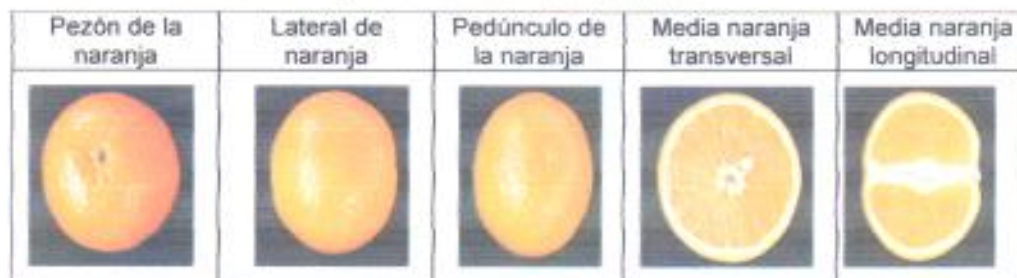 Pezón de la
naranja
Lateral de
naranja
Pedúnculo de
la naranja
Media naranja
transversal
Media naranja
longitudinal